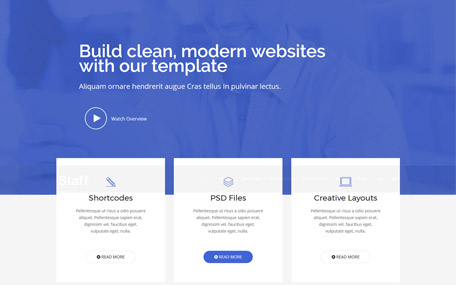 Build clean, modern websites
with our template
Aliquam ornare hendrerit augue Cras tellus In pulvinar lectus.
Watch Overview
Staff
Shortcodes
Pellentesque ut risus a odio posuere
aliquet. Pellentesque sapien erat,
dignissim vel, faucibus eget,
vulputate eget, nulla.
READ MORE
PSD Files
Pellentesque ut risus a odio posuere
aliquet. Pellentesque sapien erat,
dignissim vel, faucibus eget,
vulputate eget, nulla.
READ MORE
Creative Layouts
Pellentesque ut risus a odio posuere
aliquet. Pellentesque sapien erat,
dignissim vel, faucibus eget,
vulputate eget, nulla.
READ MORE